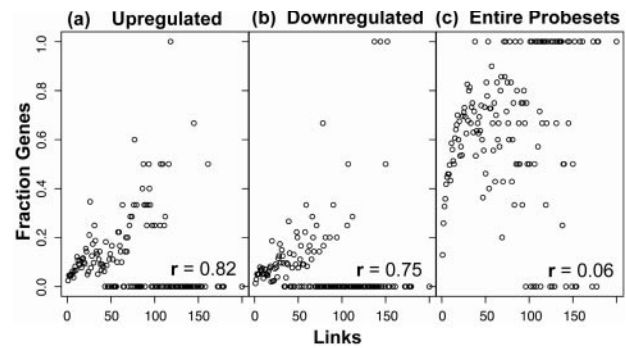 (a) Upregulated (b) Downregulated (c) Entire Probesets
1.0
0.8
0.6
0.4
0.2
0.0
Fraction Genes
r = 0.82 r = 0.75 r = 0.06
0 50 100 150 0 50 100 150 0 50 100 150
Links